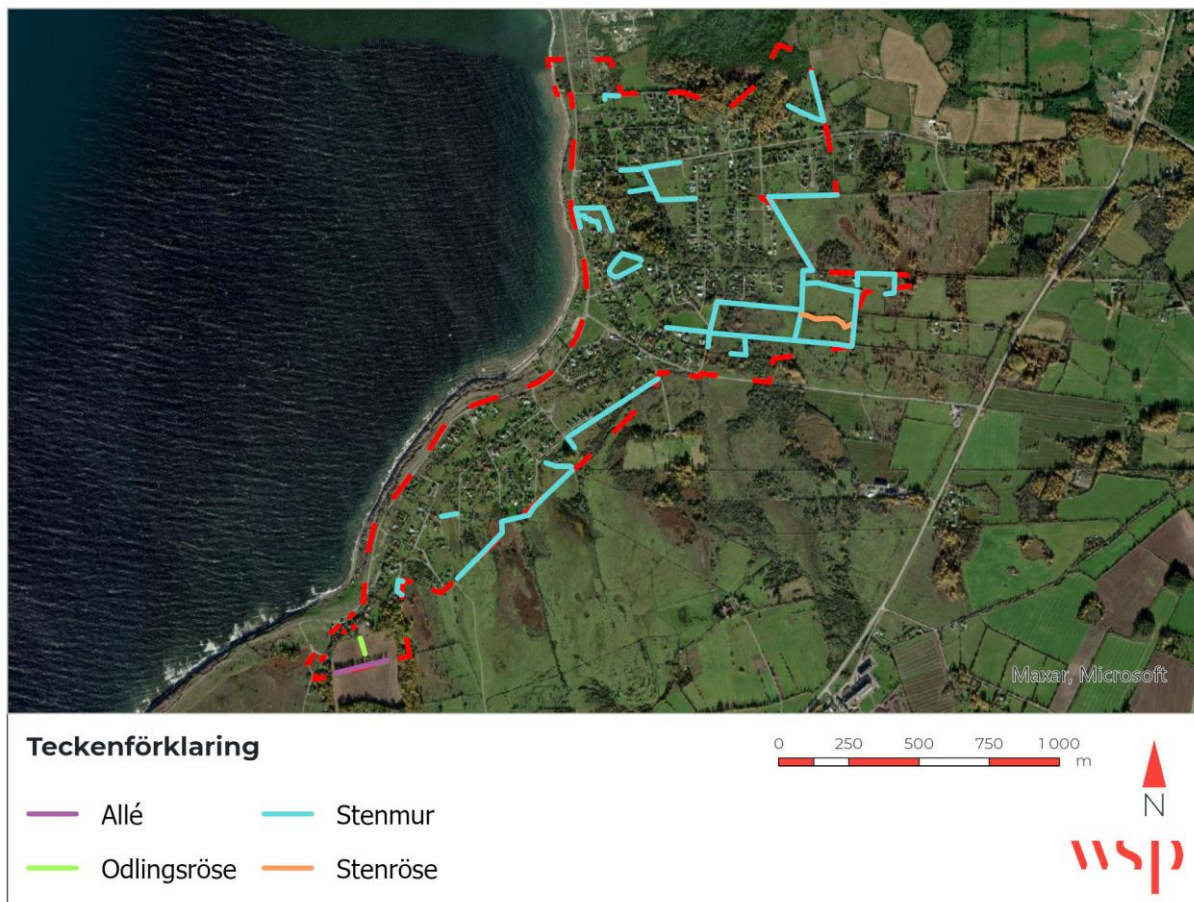 Maxar, Microsoft
Teckenförklaring
0 250 500 750 1 000
m
Allé
Stenmur
Odlingsröse
Stenröse
N
wsp